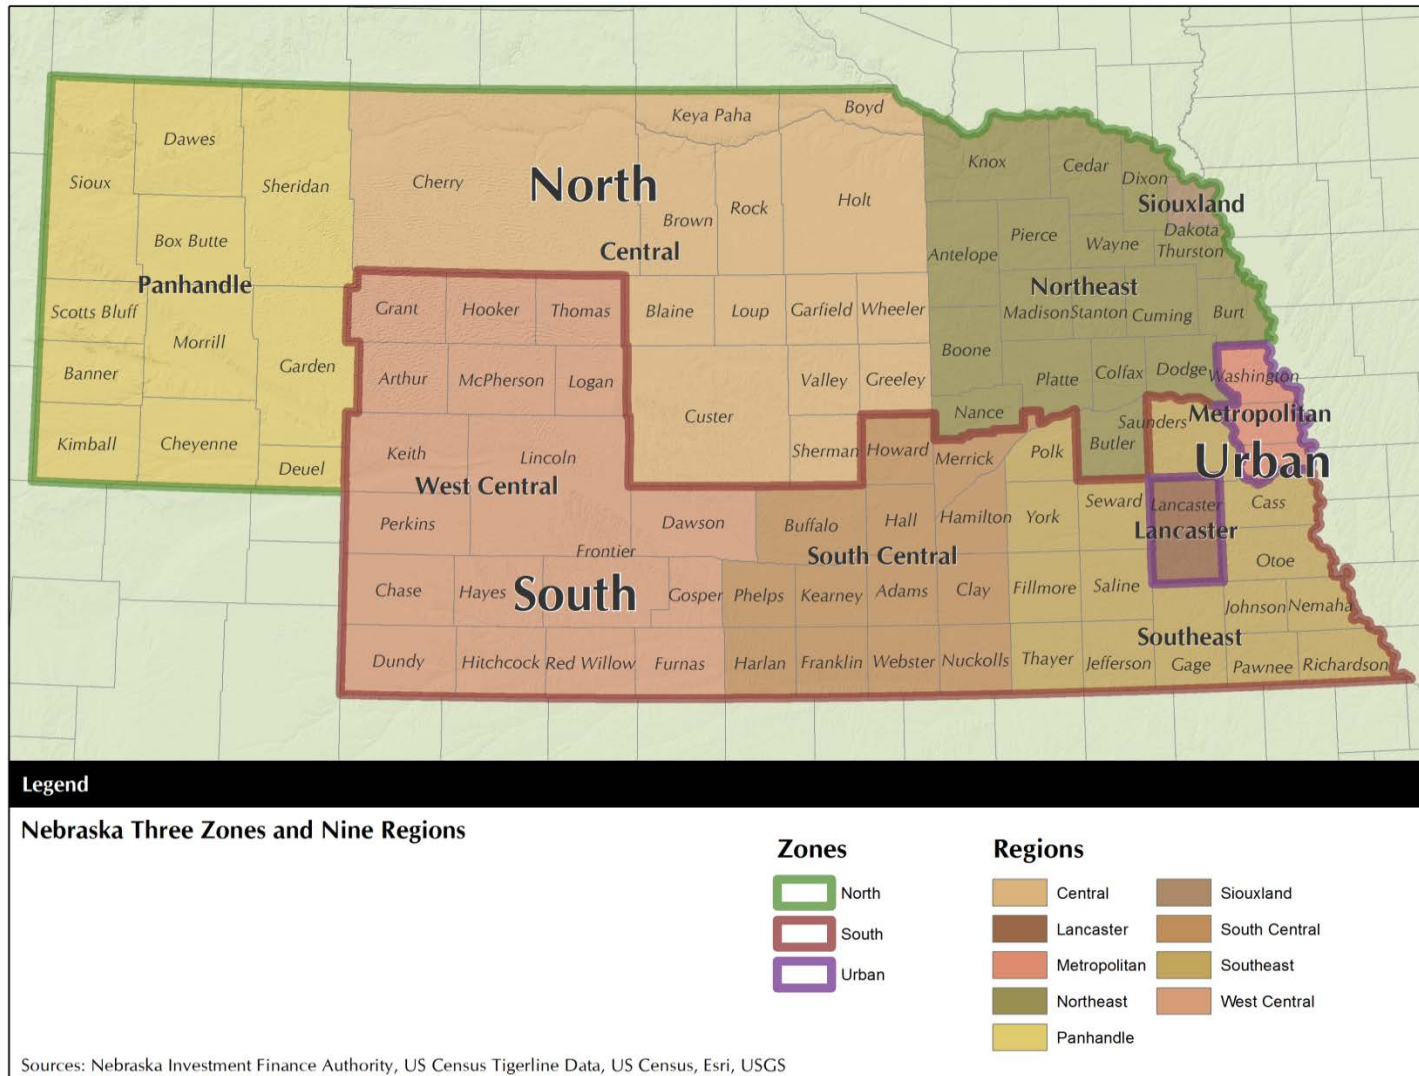 Keya Paha
Boyd
Dawes
Knox
Cedar
Dixon
Sioux
Sheridan
Cherry
North
Brown
Rock
Holt
Siouxland
Dakota
Box Butte
Central
Antelope
Pierce
Wayne
Thurston
Panhandle
Northeast
Scotts Bluff
Grant
Hooker
Thomas
Blaine
Loup
Garfield
Wheeler
Madison
Stanton
Cuming
Burt
Morrill
Banner
Garden
Arthur
McPherson
Logan
Valley
Greeley
Boone
Platte
Colfax
Dodge
Washington
Custer
Nance
Saunders
Metropolitan
Kimball
Cheyenne
Deuel
Keith
Lincoln
Sherman
Howard
Merrick
Polk
Butler
Urban
West Central
Perkins
Dawson
Buffalo
Hall
Hamilton
York
Seward
Lancaster
Cass
Lancaster
Frontier
South Central
Otoe
Chase
Hayes
South
Gosper
Phelps
Kearney
Adams
Clay
Fillmore
Saline
Johnson
Nemaha
Southeast
Dundy
Hitchcock
Red Willow
Furnas
Harlan
Franklin
Webster
Nuckolls
Thayer
Jefferson
Gage
Pawnee
Richardson
Legend
Nebraska Three Zones and Nine Regions
Zones
North
South
Urban
Regions
Central
Lancaster
Metropolitan
Northeast
Panhandle
Siouxland
South Central
Southeast
West Central
Sources: Nebraska Investment Finance Authority, US Census Tigerline Data, US Census, Esri, USGS